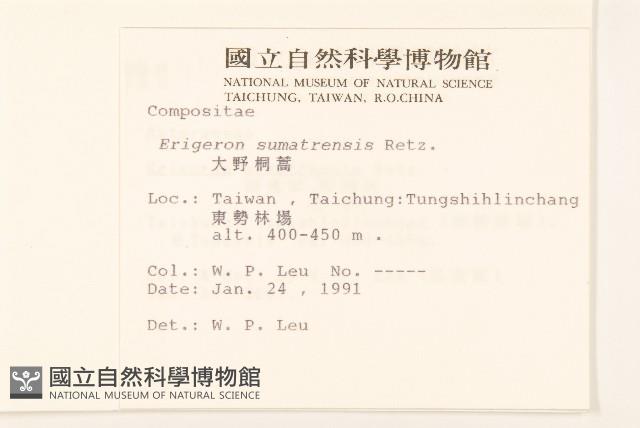 國立自然科學博物館
NATIONAL MUSEUM OF NATURAL SCIENCE
TAICHUNG, TAIWAN, R.O.CHINA
Compositae
Erigeron sumatrensis Retz.
大野桐蒿
Loc.: Taiwan , Taichung:Tungshihlinchang
東勢林場
alt. 400-450 m .
Col.: W. P. Leu No. -----
Date: Jan. 24 , 1991
Det.: W. P. Leu
國立自然科學博物館
NATIONAL MUSEUM OF NATURAL SCIENCE